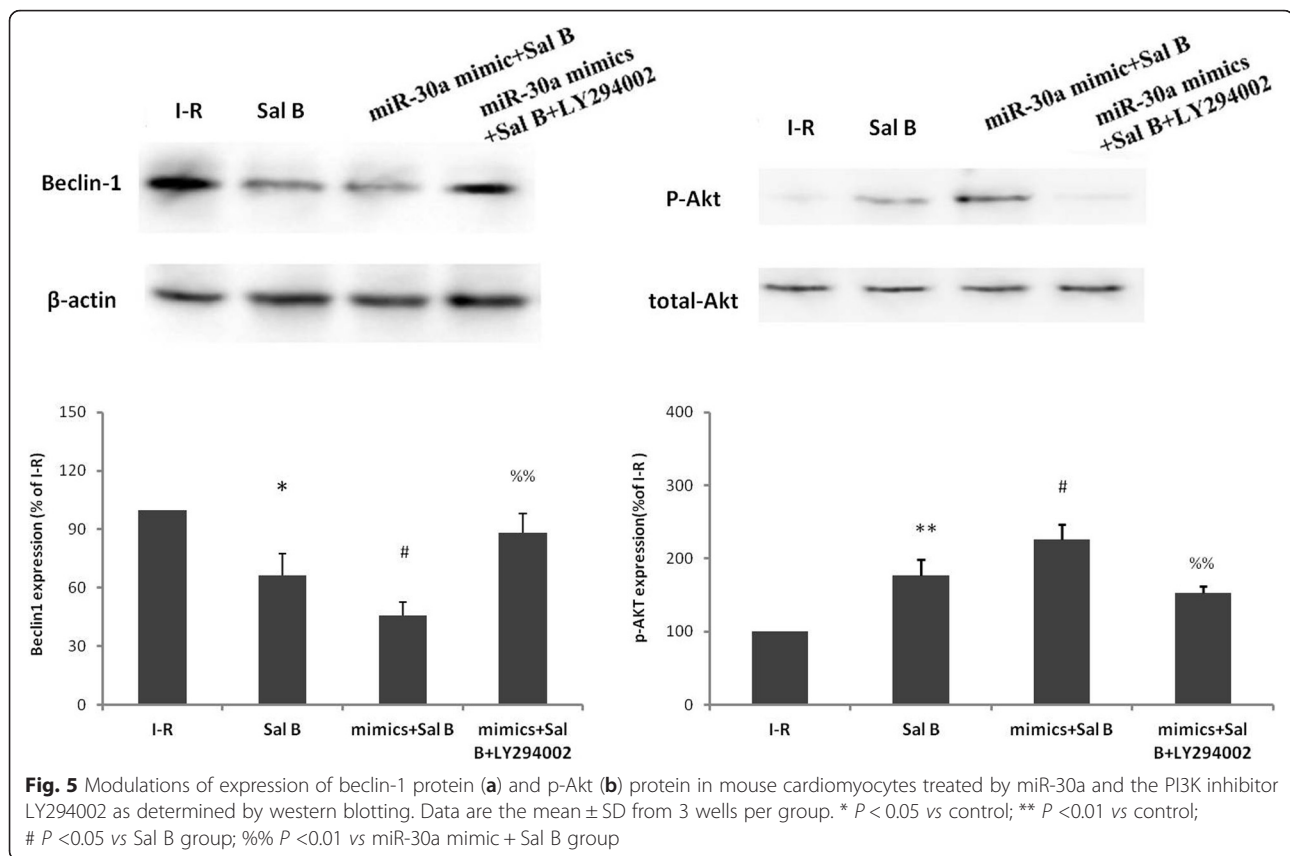 I-R
Sal B
miR-30a mimic+Sal B
miR-30a mimics
+Sal B+LY294002
Beclin-1
β-actin
I-R
Sal B
miR-30a mimic+Sal B
miR-30a mimics
+Sal B+LY294002
P-Akt
total-Akt
Beclin1 expression (% of I-R)
150
120
90
60
30
0
*
#
%%
I-R
Sal B
mimics+Sal B
mimics+Sal
B+LY294002
p-AKT expression(%of I-R )
400
300
200
100
0
**
#
%%
I-R
Sal B
mimics+Sal B
mimics+Sal
B+LY294002
Fig. 5 Modulations of expression of beclin-1 protein (a) and p-Akt (b) protein in mouse cardiomyocytes treated by miR-30a and the PI3K inhibitor
LY294002 as determined by western blotting. Data are the mean ± SD from 3 wells per group. * P < 0.05 vs control; ** P <0.01 vs control;
# P <0.05 vs Sal B group; %% P <0.01 vs miR-30a mimic + Sal B group